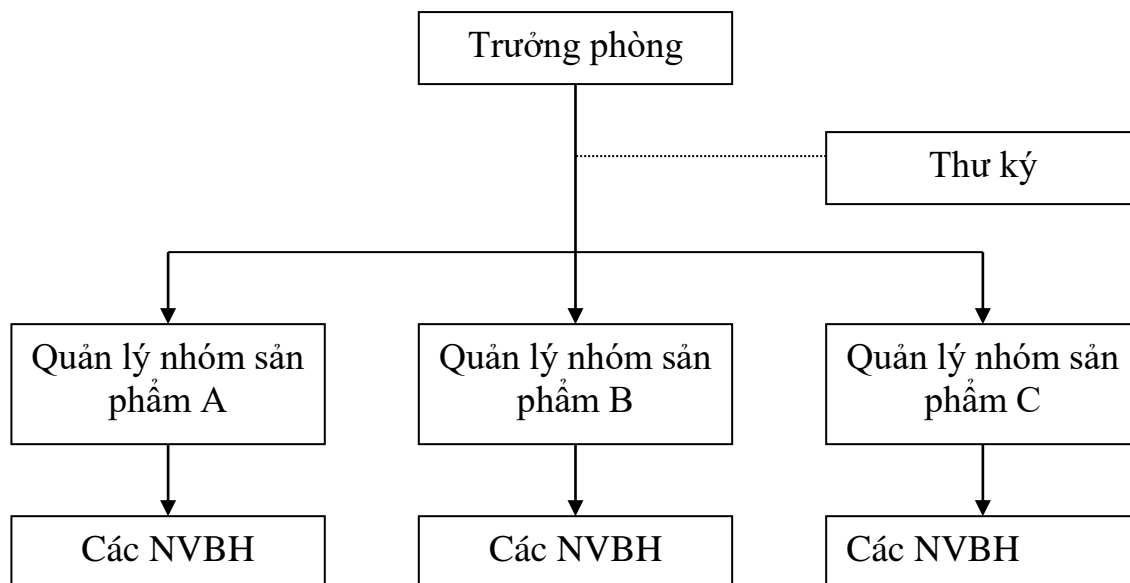 Trưởng phòng
Thư ký
Quản lý nhóm sản
phẩm A
Quản lý nhóm sản
phẩm B
Quản lý nhóm sản
phẩm C
Các NVBH
Các NVBH
Các NVBH